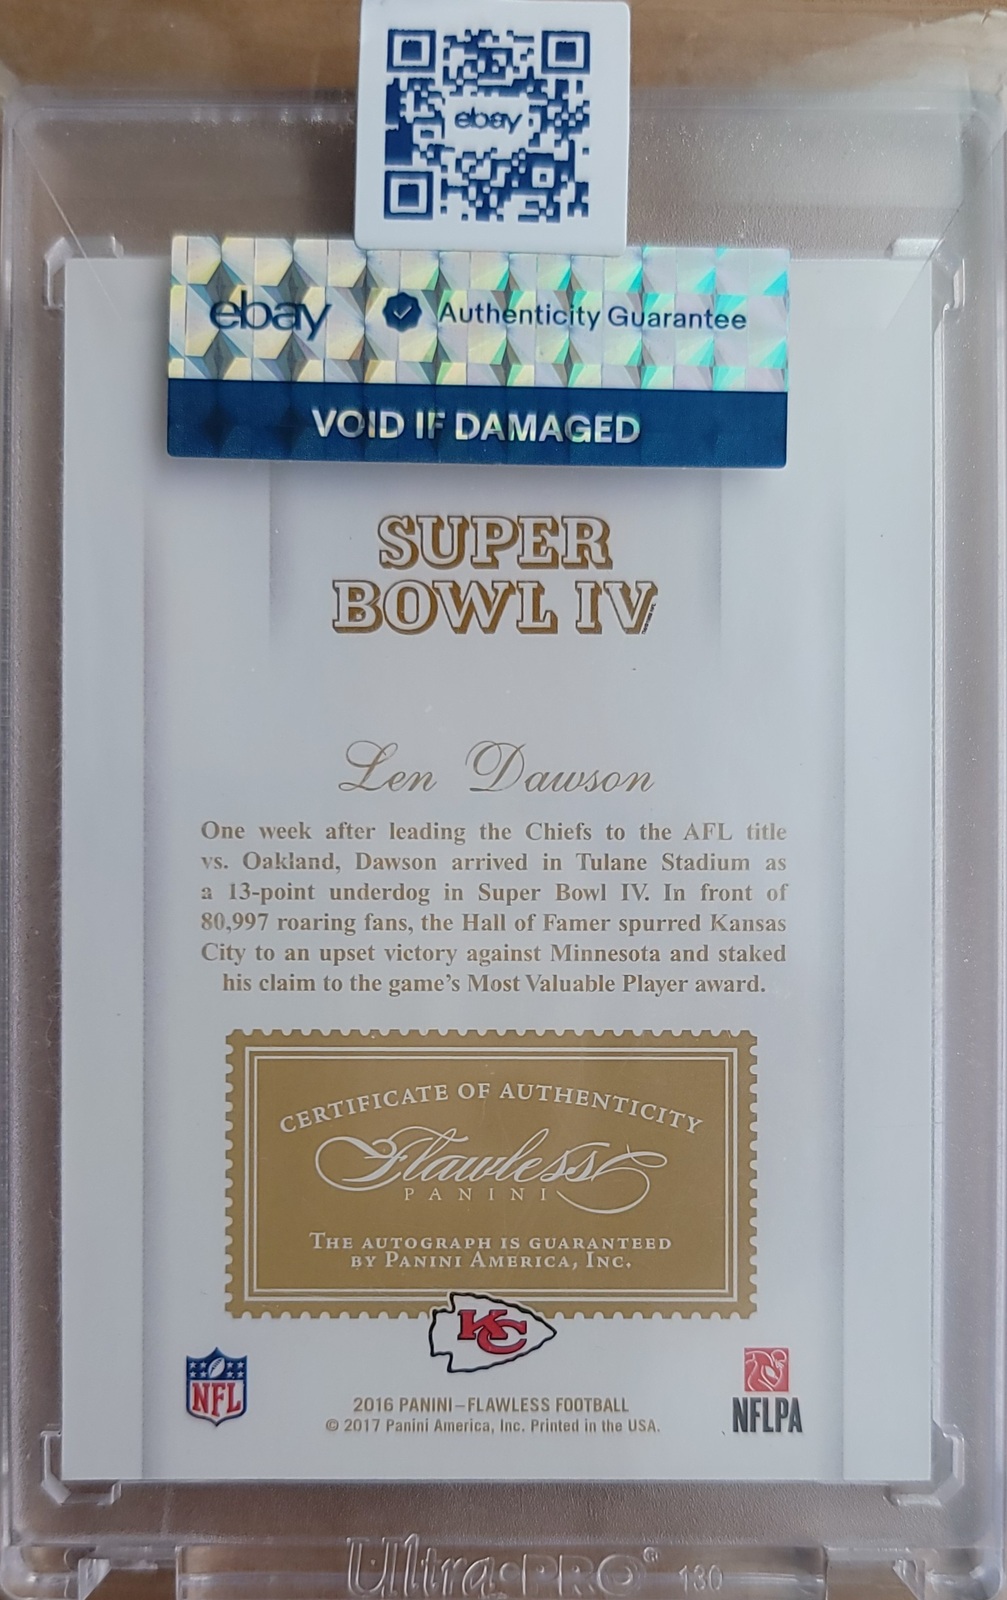 ebay
ebay Authenticity Guarantee
VOID IF DAMAGED
SUPER
BOWL IV
Len Dawson
One week after leading the Chiefs to the AFL title
vs. Oakland, Dawson arrived in Tulane Stadium as
a 13-point underdog in Super Bowl IV. In front of
80,997 roaring fans, the Hall of Famer spurred Kansas
City to an upset victory against Minnesota and staked
his claim to the game's Most Valuable Player award.
CERTIFICATE OF AUTHENTICITY
Flawless
PANINI
THE AUTOGRAPH IS GUARANTEED
BY PANINI AMERICA, INC.
KC
NFL
NFLPA
2016 PANINI–FLAWLESS FOOTBALL
© 2017 Panini America, Inc. Printed in the USA.
Ultra·PRO® 130